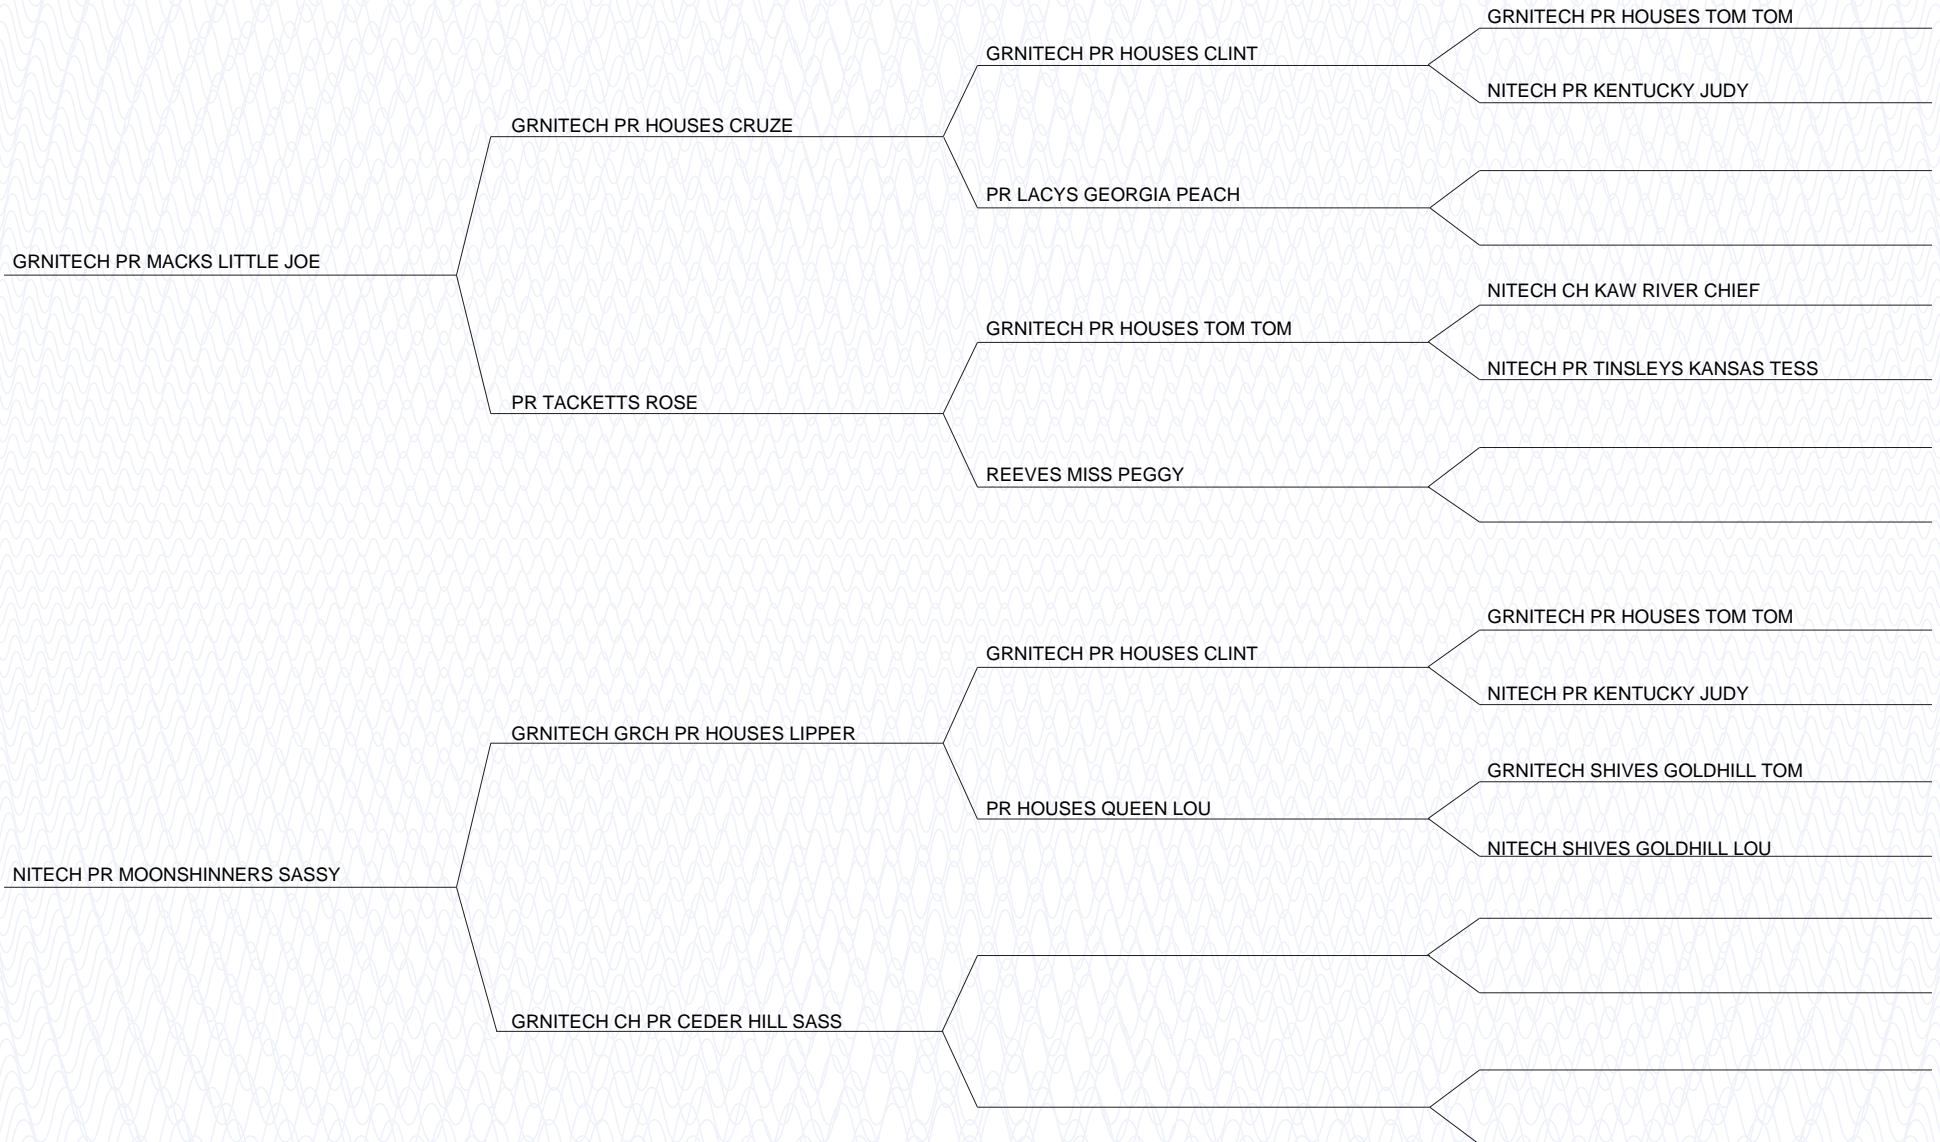 GRNITECH PR HOUSES TOM TOM
GRNITECH PR HOUSES CLINT
NITECH PR KENTUCKY JUDY
GRNITECH PR HOUSES CRUZE
PR LACYS GEORGIA PEACH
GRNITECH PR MACKS LITTLE JOE
NITECH CH KAW RIVER CHIEF
GRNITECH PR HOUSES TOM TOM
NITECH PR TINSLEYS KANSAS TESS
PR TACKETTS ROSE
REEVES MISS PEGGY
GRNITECH PR HOUSES TOM TOM
GRNITECH PR HOUSES CLINT
NITECH PR KENTUCKY JUDY
GRNITECH GRCH PR HOUSES LIPPER
GRNITECH SHIVES GOLDHILL TOM
PR HOUSES QUEEN LOU
NITECH SHIVES GOLDHILL LOU
NITECH PR MOONSHINNERS SASSY
GRNITECH CH PR CEDER HILL SASS